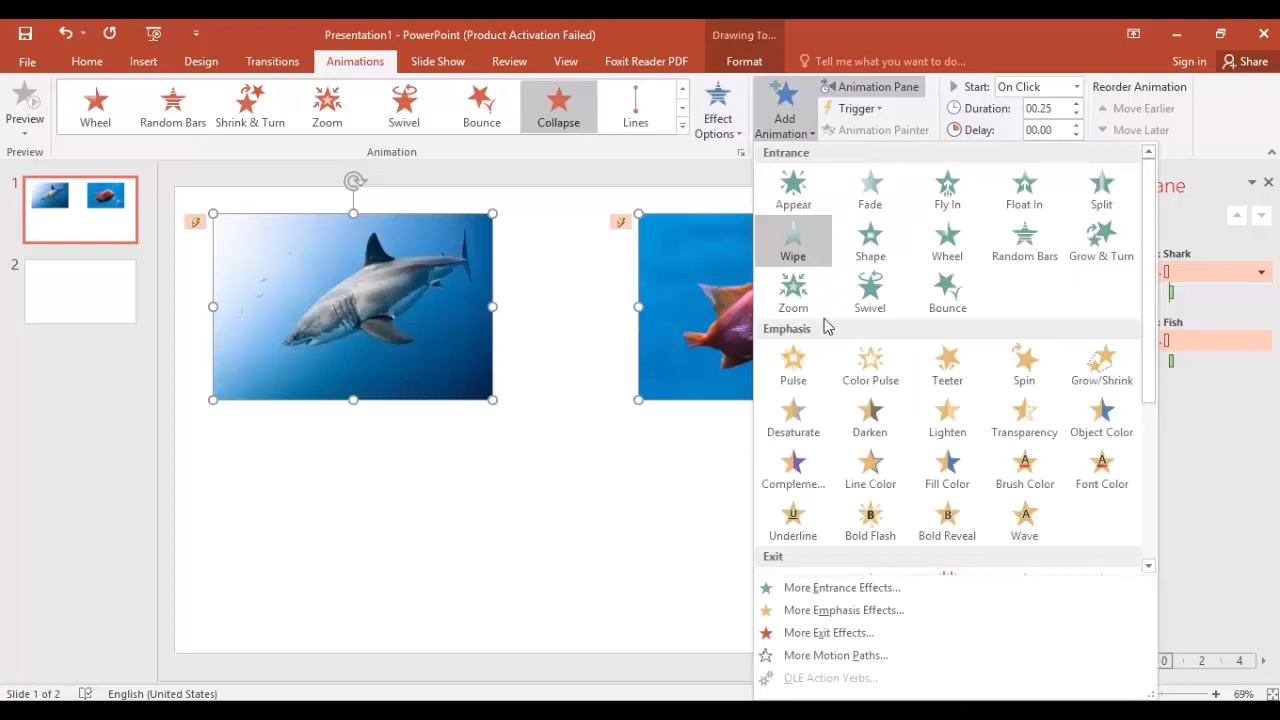 Presentation1 - PowerPoint (Product Activation Failed)
Drawing To...
File Home Insert Design Transitions Animations Slide Show Review View Foxit Reader PDF Format Tell me what you want to do... Sign in Share
Preview
Wheel Random Bars Shrink & Turn Zoom Swivel Bounce Collapse Lines
Effect Options
Add Animation
Animation Pane
Trigger
Animation Painter
Start: On Click
Duration: 00.25
Delay: 00.00
Reorder Animation
Move Earlier
Move Later
Preview
Animation
Entrance
Appear Fade Fly In Float In Split
Wipe Shape Wheel Random Bars Grow & Turn
Zoom Swivel Bounce
Emphasis
Pulse Color Pulse Teeter Spin Grow/Shrink
Desaturate Darken Lighten Transparency Object Color
Compleme... Line Color Fill Color Brush Color Font Color
Underline Bold Flash Bold Reveal Wave
Exit
More Entrance Effects...
More Emphasis Effects...
More Exit Effects...
More Motion Paths...
OLE Action Verbs...
1
2
ane
: Shark
: Fish
0 2 4
Slide 1 of 2 English (United States) 69%